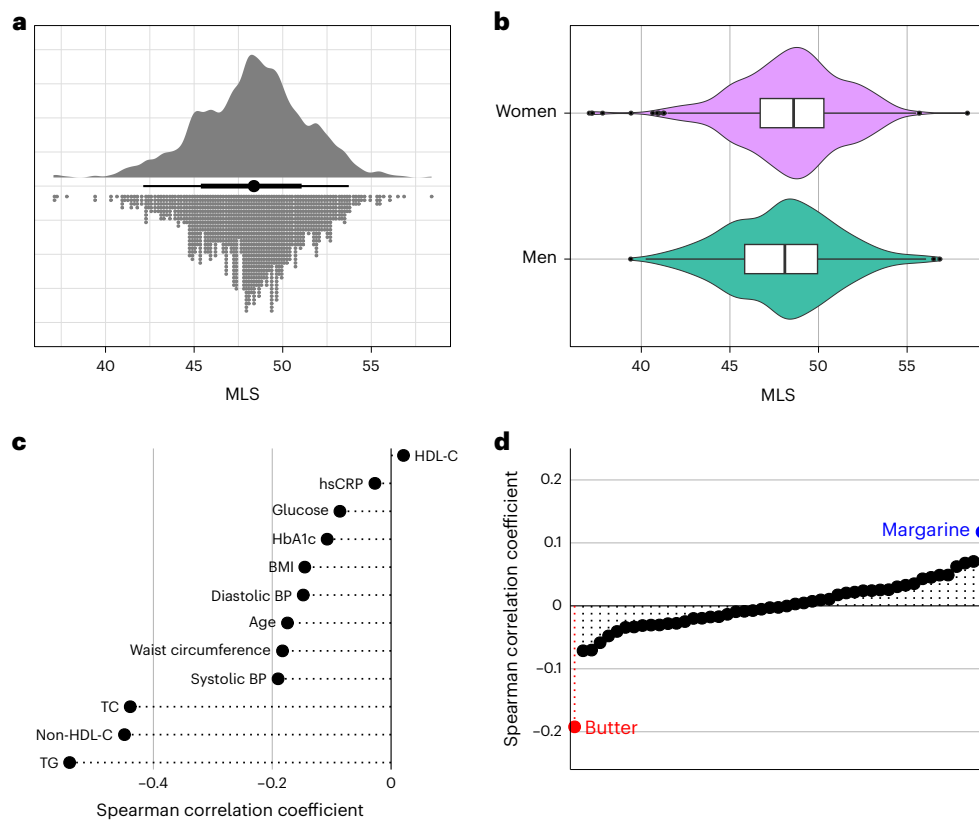 a
40 45 50 55
MLS
b
Women
Men
40 45 50 55
MLS
c
HDL-C
hsCRP
Glucose
HbA1c
BMI
Diastolic BP
Age
Waist circumference
Systolic BP
TC
Non-HDL-C
TG
−0.4 −0.2 0
Spearman correlation coefficient
d
Spearman correlation coefficient
0.2
0.1
0
−0.1
−0.2
Margarine
Butter